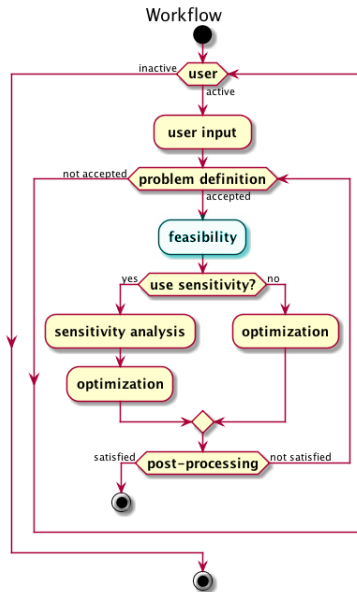 Workflow
inactive
user
active
user input
not accepted
problem definition
accepted
feasibility
yes
use sensitivity?
no
sensitivity analysis
optimization
optimization
satisfied
post-processing
not satisfied